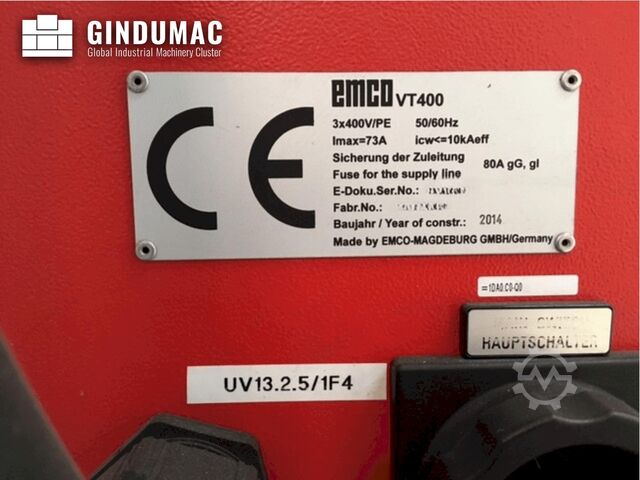 GINDUMAC
Global Industrial Machinery Cluster
emco VT400
3x400V/PE 50/60Hz
Imax=73A icw<=10kAeff
Sicherung der Zuleitung
Fuse for the supply line 80A gG, gl
E-Doku.Ser.No.:
Fabr.No.:
Baujahr / Year of constr.: 2014
Made by EMCO-MAGDEBURG GMBH/Germany
CE
=1DA0.C0-Q0
MAIN SWITCH
HAUPTSCHALTER
UV13.2.5/1F4